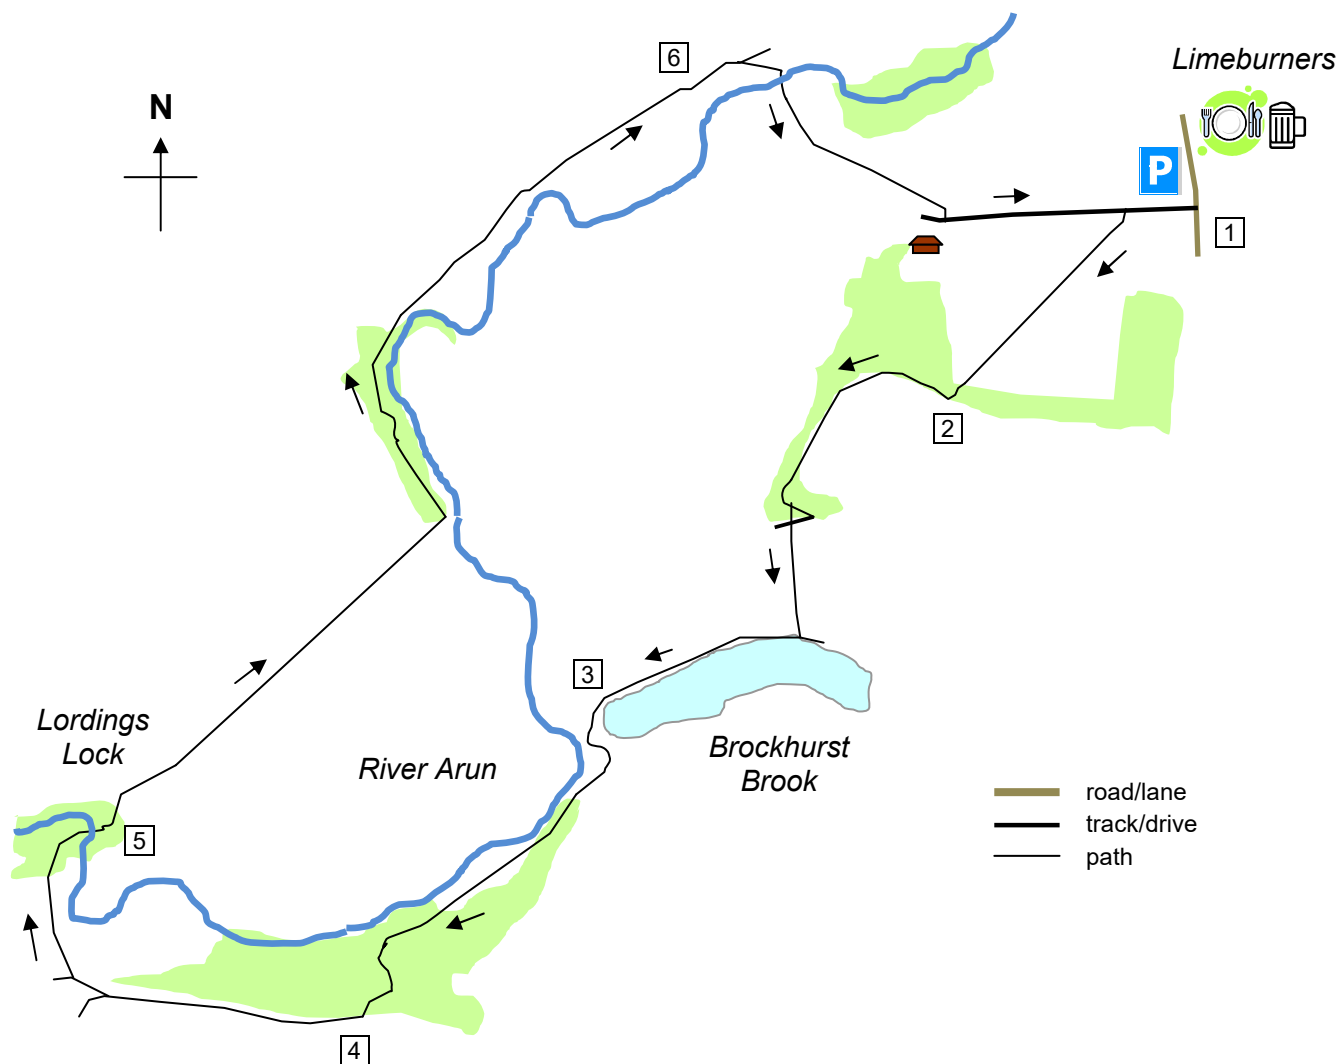 6
Limeburners
N
P
1
2
3
Lordings
Lock
River Arun
Brockhurst
Brook
road/lane
track/drive
path
5
4